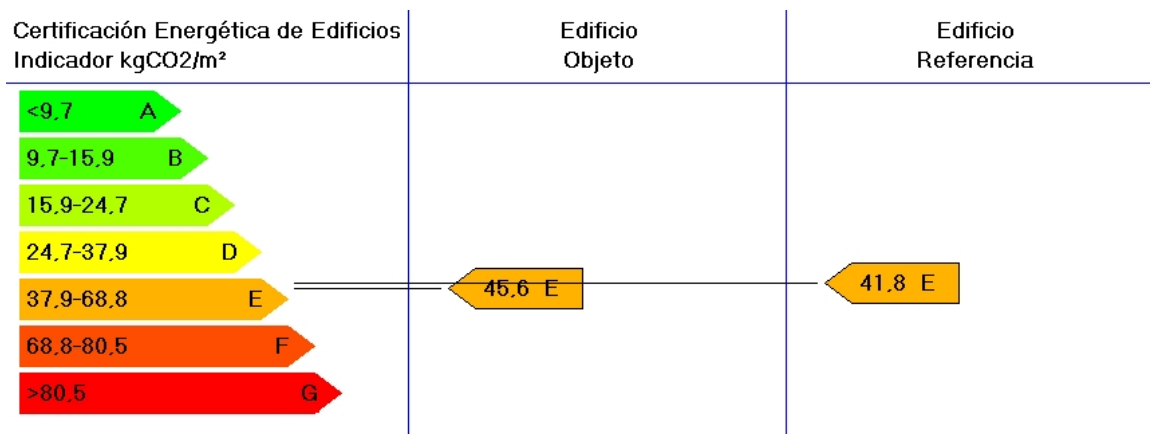 Certificación Energética de Edificios
Indicador kgCO2/m²
Edificio
Objeto
Edificio
Referencia
<9,7 A
9,7-15,9 B
15,9-24,7 C
24,7-37,9 D
37,9-68,8 E
68,8-80,5 F
>80,5 G
45,6 E
41,8 E